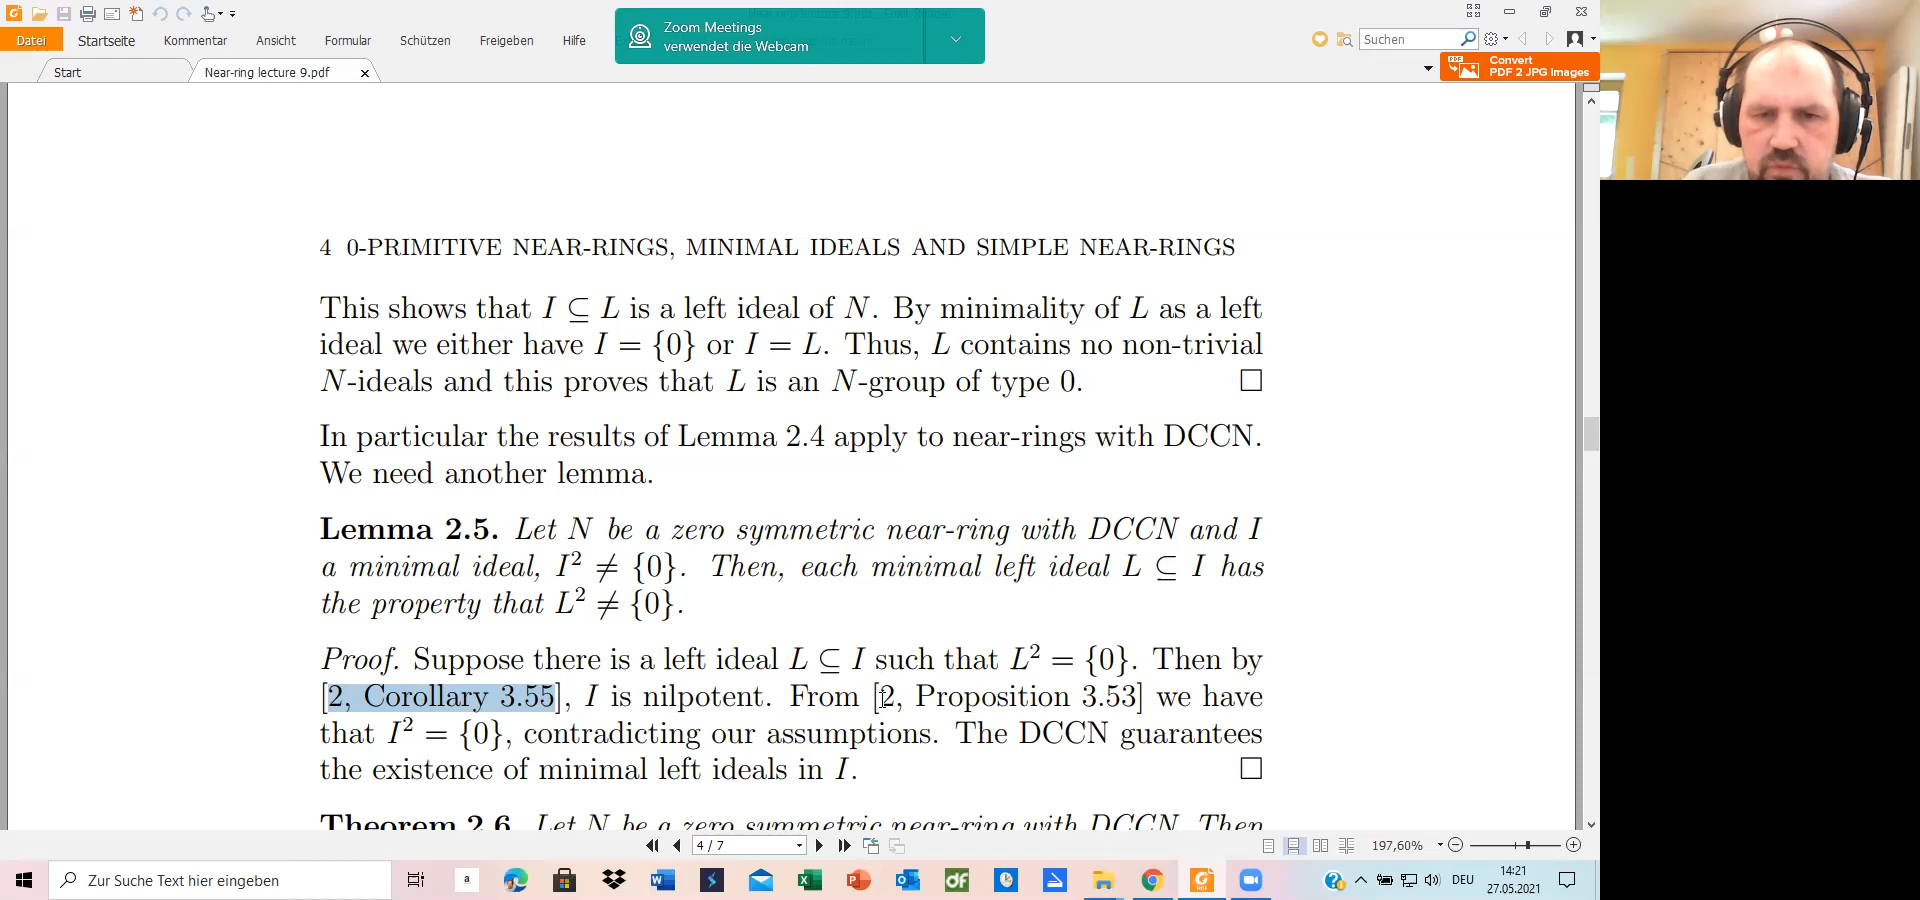 Zoom Meetings
verwendet die Webcam
Datei Startseite Kommentar Ansicht Formular Schützen Freigeben Hilfe Suchen
Start Near-ring lecture 9.pdf
Convert
PDF 2 JPG Images
4 0-PRIMITIVE NEAR-RINGS, MINIMAL IDEALS AND SIMPLE NEAR-RINGS
This shows that I ⊆ L is a left ideal of N. By minimality of L as a left
ideal we either have I = {0} or I = L. Thus, L contains no non-trivial
N-ideals and this proves that L is an N-group of type 0. □
In particular the results of Lemma 2.4 apply to near-rings with DCCN.
We need another lemma.
Lemma 2.5. Let N be a zero symmetric near-ring with DCCN and I
a minimal ideal, I² ≠ {0}. Then, each minimal left ideal L ⊆ I has
the property that L² ≠ {0}.
Proof. Suppose there is a left ideal L ⊆ I such that L² = {0}. Then by
[2, Corollary 3.55], I is nilpotent. From [2, Proposition 3.53] we have
that I² = {0}, contradicting our assumptions. The DCCN guarantees
the existence of minimal left ideals in I. □
Theorem 2.6. Let N be a zero symmetric near-ring with DCCN. Then
4 / 7 197,60%
Zur Suche Text hier eingeben
DEU
14:21
27.05.2021